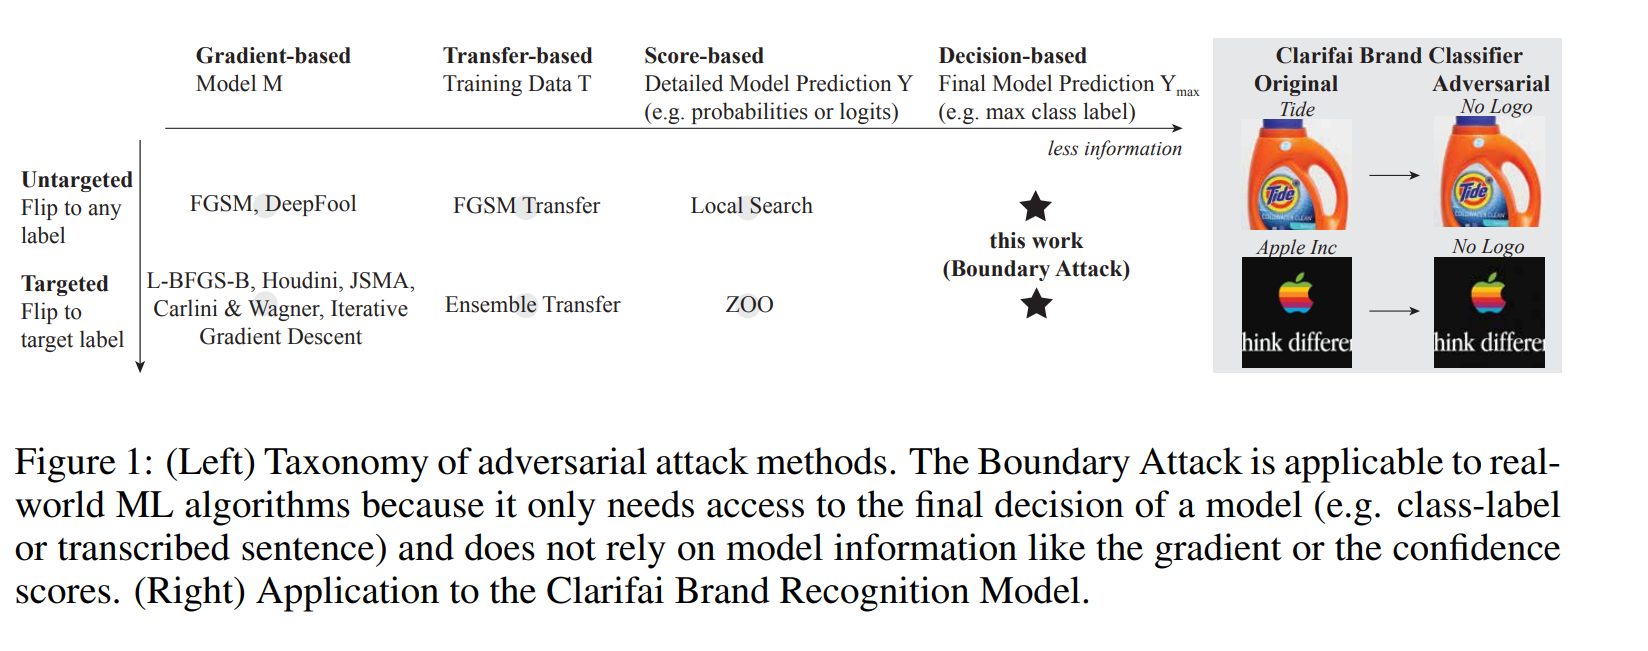 Gradient-based
Model M
Transfer-based
Training Data T
Score-based
Detailed Model Prediction Y
(e.g. probabilities or logits)
Decision-based
Final Model Prediction Ymax
(e.g. max class label)
less information
Untargeted
Flip to any
label
FGSM, DeepFool
FGSM Transfer
Local Search
this work
(Boundary Attack)
Targeted
Flip to
target label
L-BFGS-B, Houdini, JSMA,
Carlini & Wagner, Iterative
Gradient Descent
Ensemble Transfer
ZOO
Clarifai Brand Classifier
Original
Adversarial
Tide
No Logo
Tide
COLDWATER CLEAN
Tide
COLDWATER CLEAN
Apple Inc
No Logo
hink differe
hink differe
Figure 1: (Left) Taxonomy of adversarial attack methods. The Boundary Attack is applicable to real-
world ML algorithms because it only needs access to the final decision of a model (e.g. class-label
or transcribed sentence) and does not rely on model information like the gradient or the confidence
scores. (Right) Application to the Clarifai Brand Recognition Model.